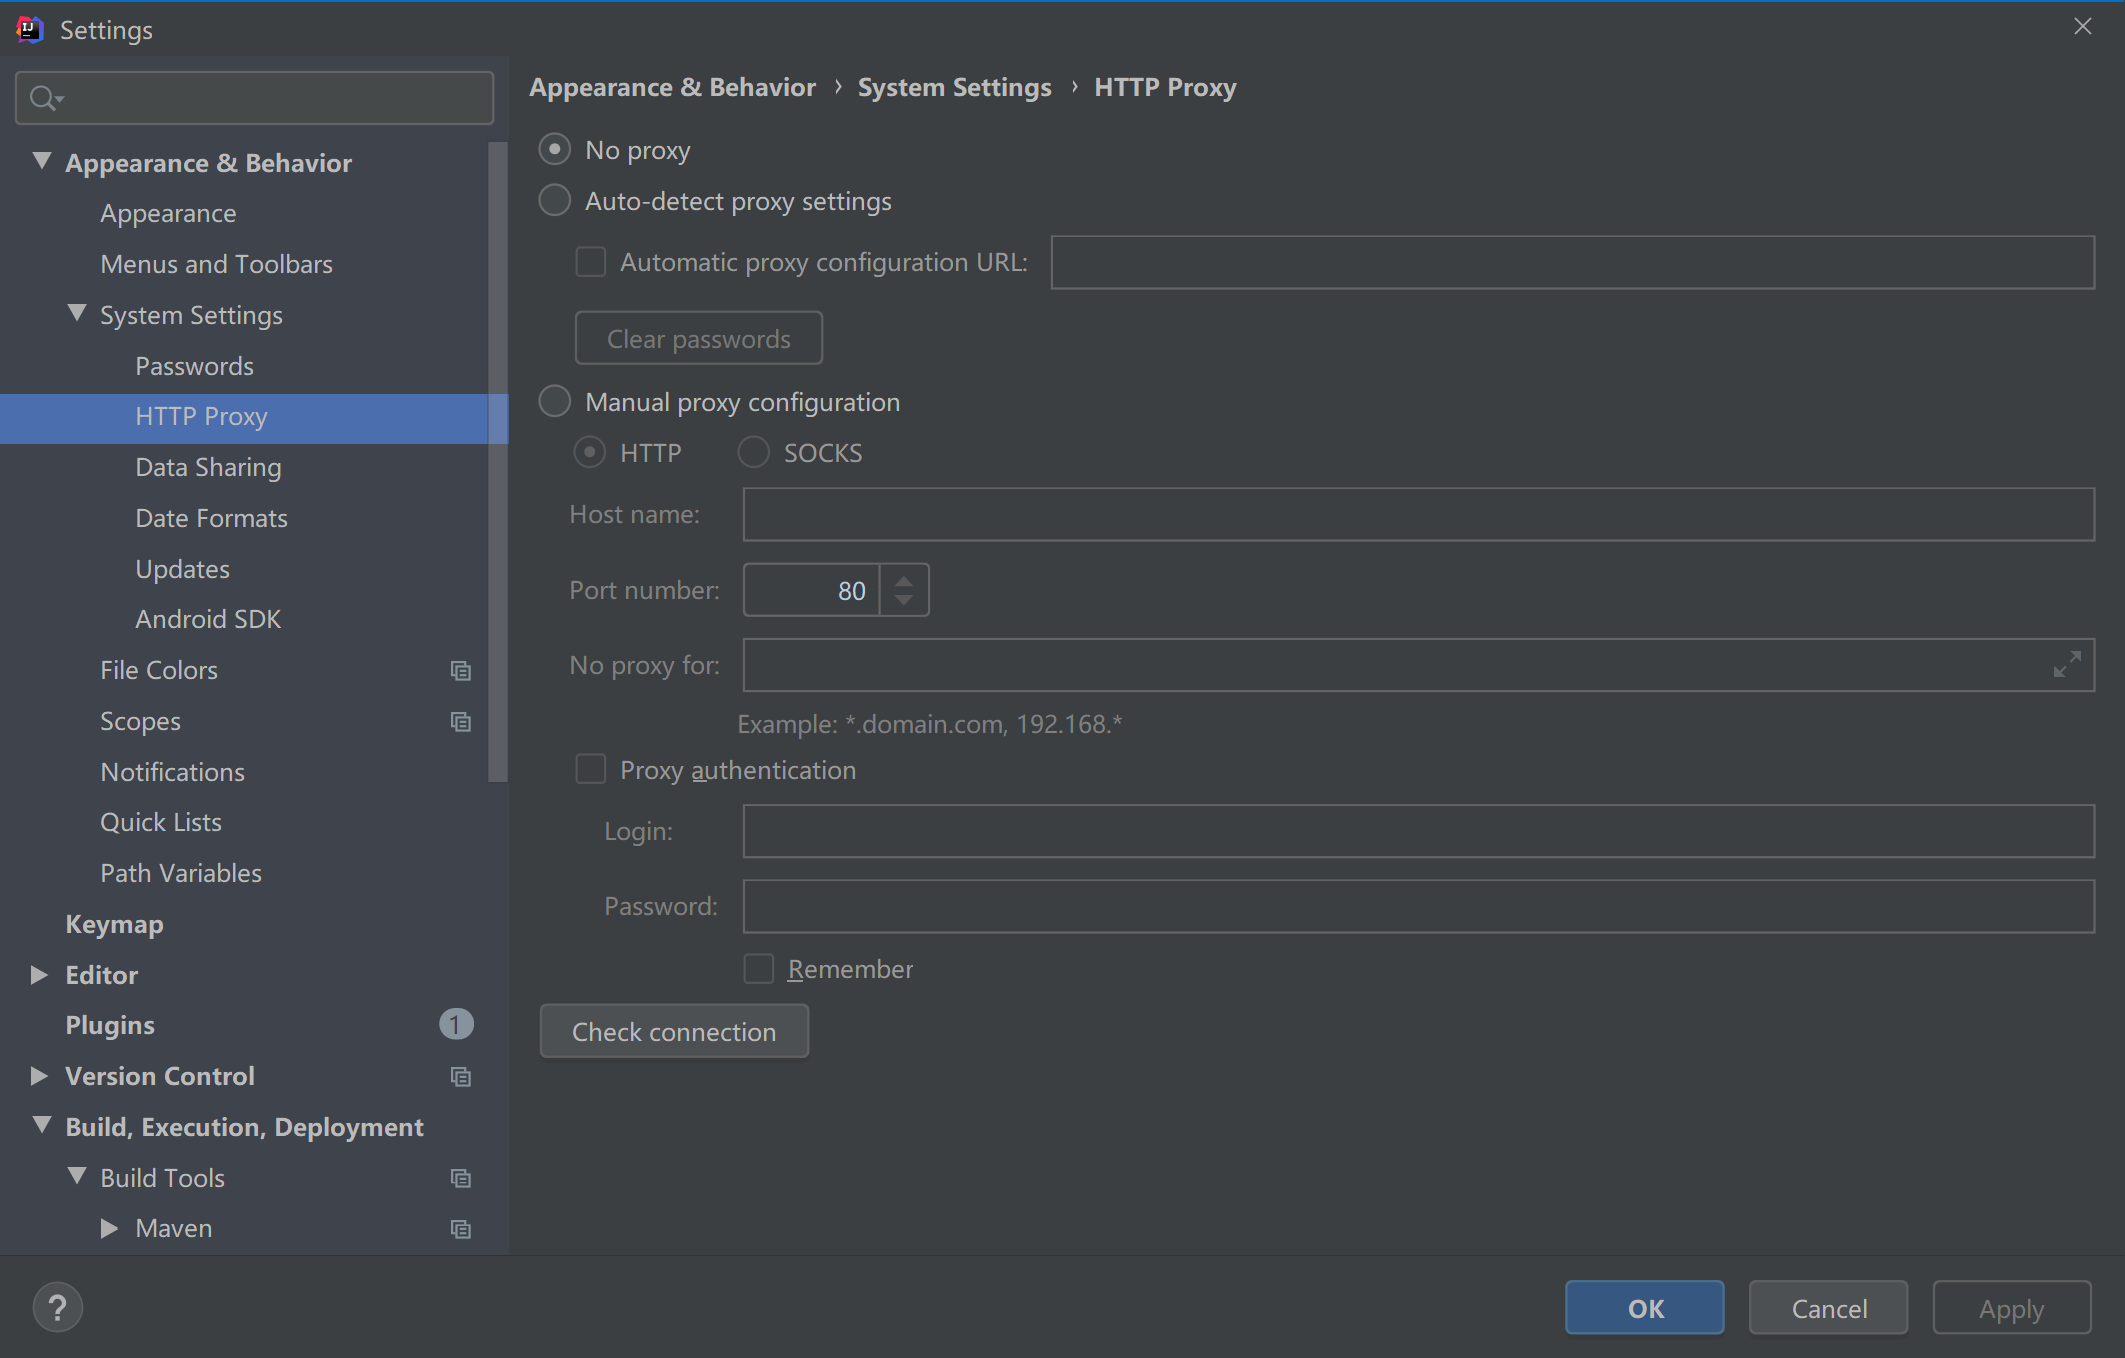 Settings
Appearance & Behavior
Appearance
Menus and Toolbars
System Settings
Passwords
HTTP Proxy
Data Sharing
Date Formats
Updates
Android SDK
File Colors
Scopes
Notifications
Quick Lists
Path Variables
Keymap
Editor
Plugins 1
Version Control
Build, Execution, Deployment
Build Tools
Maven
Appearance & Behavior › System Settings › HTTP Proxy
No proxy
Auto-detect proxy settings
Automatic proxy configuration URL:
Clear passwords
Manual proxy configuration
HTTP SOCKS
Host name:
Port number: 80
No proxy for:
Example: *.domain.com, 192.168.*
Proxy authentication
Login:
Password:
Remember
Check connection
? OK Cancel Apply